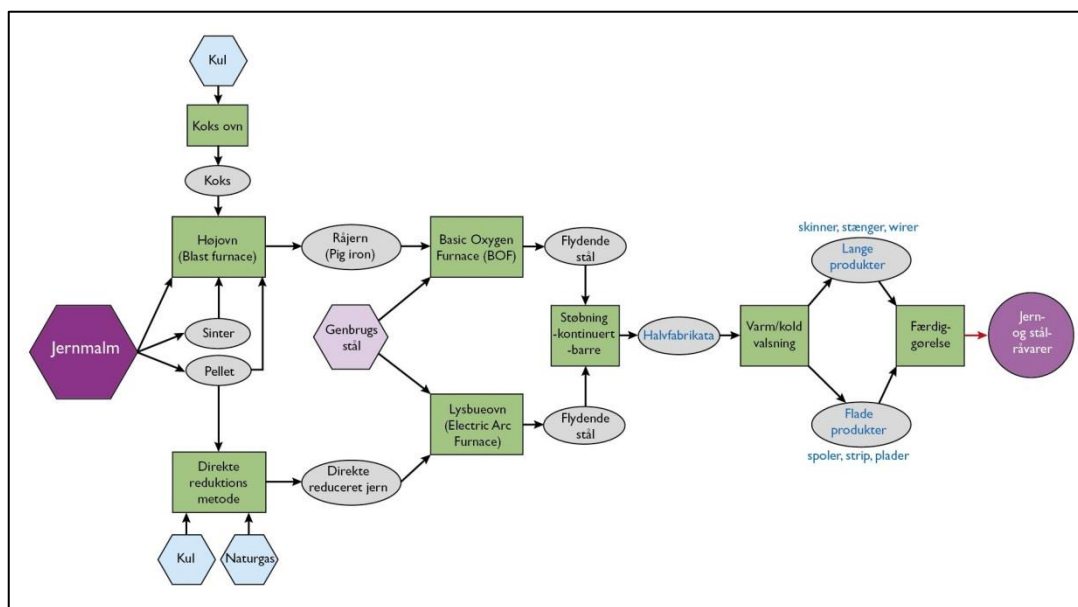 Kul
Koks ovn
Koks
Højovn
(Blast furnace)
Råjern
(Pig iron)
Basic Oxygen
Furnace (BOF)
Flydende
stål
skinner, stænger, wirer
Lange
produkter
Jernmalm
Sinter
Pellet
Genbrugs
stål
Støbning
-kontinuert
-barre
Halvfabrikata
Varm/kold
valsning
Færdig-
gørelse
Jern-
og stål-
råvarer
Lysbueovn
(Electric Arc
Furnace)
Flydende
stål
Flade
produkter
spoler, strip, plader
Direkte
reduktions
metode
Direkte
reduceret jern
Kul
Naturgas